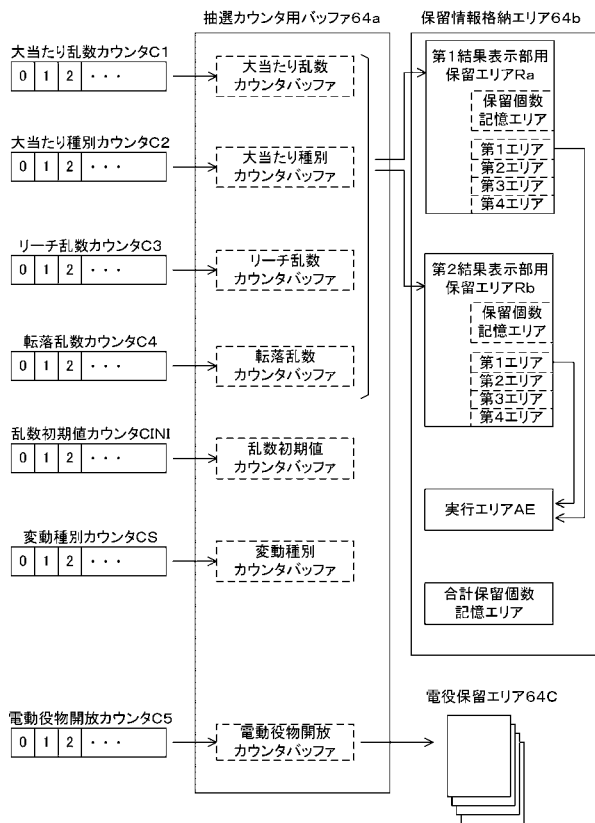 抽選カウンタ用バッファ64a
保留情報格納エリア64b
大当たり乱数カウンタC1
0 1 2 ・・・
大当たり乱数
カウンタバッファ
大当たり種別カウンタC2
0 1 2 ・・・
大当たり種別
カウンタバッファ
リーチ乱数カウンタC3
0 1 2 ・・・
リーチ乱数
カウンタバッファ
転落乱数カウンタC4
0 1 2 ・・・
転落乱数
カウンタバッファ
乱数初期値カウンタCINI
0 1 2 ・・・
乱数初期値
カウンタバッファ
変動種別カウンタCS
0 1 2 ・・・
変動種別
カウンタバッファ
電動役物開放カウンタC5
0 1 2 ・・・
電動役物開放
カウンタバッファ
第1結果表示部用
保留エリアRa
保留個数
記憶エリア
第1エリア
第2エリア
第3エリア
第4エリア
第2結果表示部用
保留エリアRb
保留個数
記憶エリア
第1エリア
第2エリア
第3エリア
第4エリア
実行エリアAE
合計保留個数
記憶エリア
電役保留エリア64C